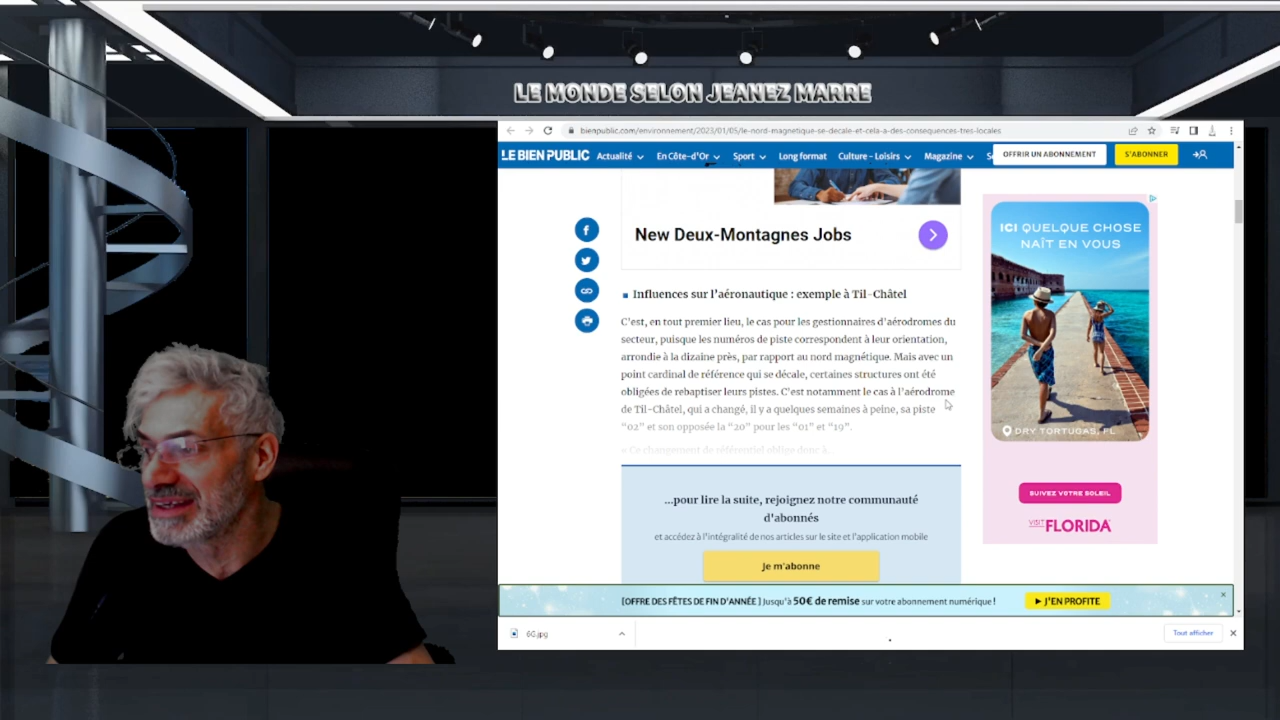 LE MONDE SELON JEANEZ MARRE
bienpublic.com/environnement/2023/01/05/le-nord-magnetique-se-decale-et-cela-a-des-consequences-tres-locales
LE BIEN PUBLIC Actualité En Côte-d'Or Sport Long format Culture - Loisirs Magazine S OFFRIR UN ABONNEMENT S'ABONNER
New Deux-Montagnes Jobs
Influences sur l'aéronautique : exemple à Til-Châtel
C'est, en tout premier lieu, le cas pour les gestionnaires d'aérodromes du
secteur, puisque les numéros de piste correspondent à leur orientation,
arrondie à la dizaine près, par rapport au nord magnétique. Mais avec un
point cardinal de référence qui se décale, certaines structures ont été
obligées de rebaptiser leurs pistes. C'est notamment le cas à l'aérodrome
de Til-Châtel, qui a changé, il y a quelques semaines à peine, sa piste
“02” et son opposée la “20” pour les “01” et “19”.
« Ce changement de référentiel oblige donc à...
...pour lire la suite, rejoignez notre communauté
d'abonnés
et accédez à l'intégralité de nos articles sur le site et l'application mobile
Je m'abonne
ICI QUELQUE CHOSE
NAÎT EN VOUS
DRY TORTUGAS, FL
SUIVEZ VOTRE SOLEIL
VISIT FLORIDA
[OFFRE DES FÊTES DE FIN D'ANNÉE ] Jusqu'à 50€ de remise sur votre abonnement numérique ! J'EN PROFITE
6G.jpg
Tout afficher